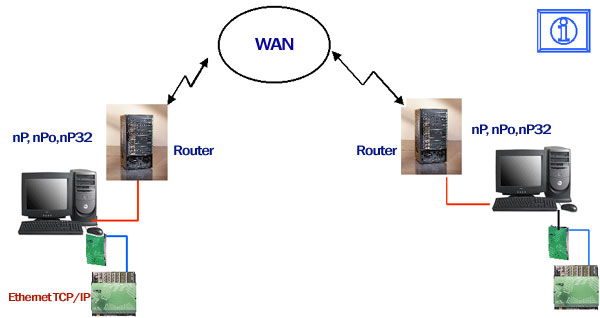 WAN
nP, nPo,nP32
Router
Router
nP, nPo,nP32
Ethernet TCP/IP